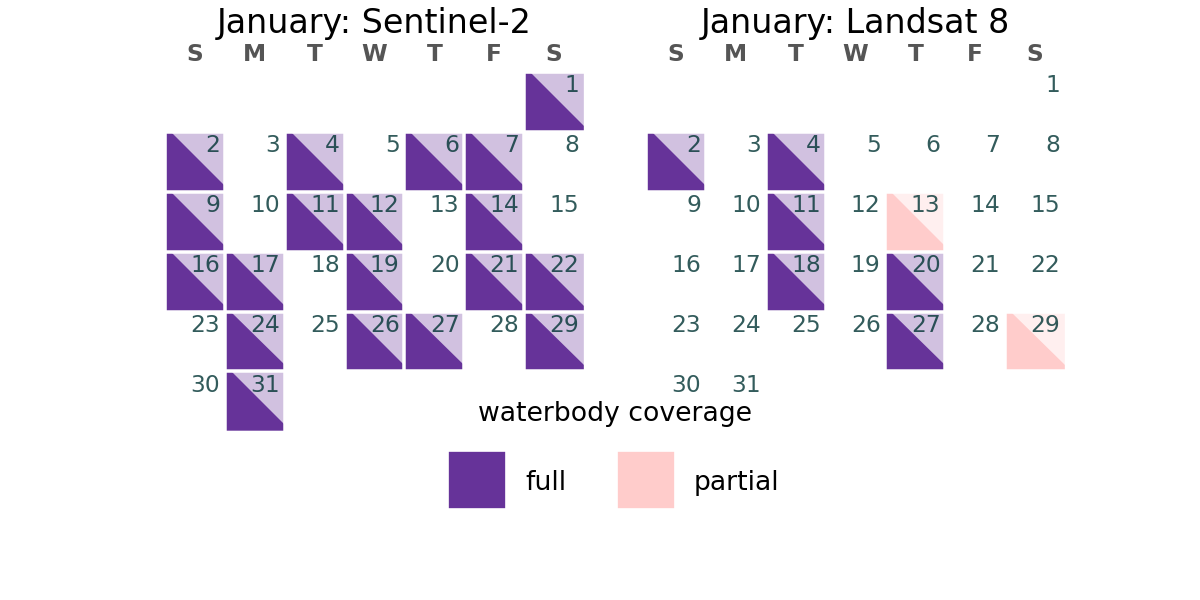 January: Sentinel-2
S M T W T F S
1
2 3 4 5 6 7 8
9 10 11 12 13 14 15
16 17 18 19 20 21 22
23 24 25 26 27 28 29
30 31
January: Landsat 8
S M T W T F S
1
2 3 4 5 6 7 8
9 10 11 12 13 14 15
16 17 18 19 20 21 22
23 24 25 26 27 28 29
30 31
waterbody coverage
full
partial